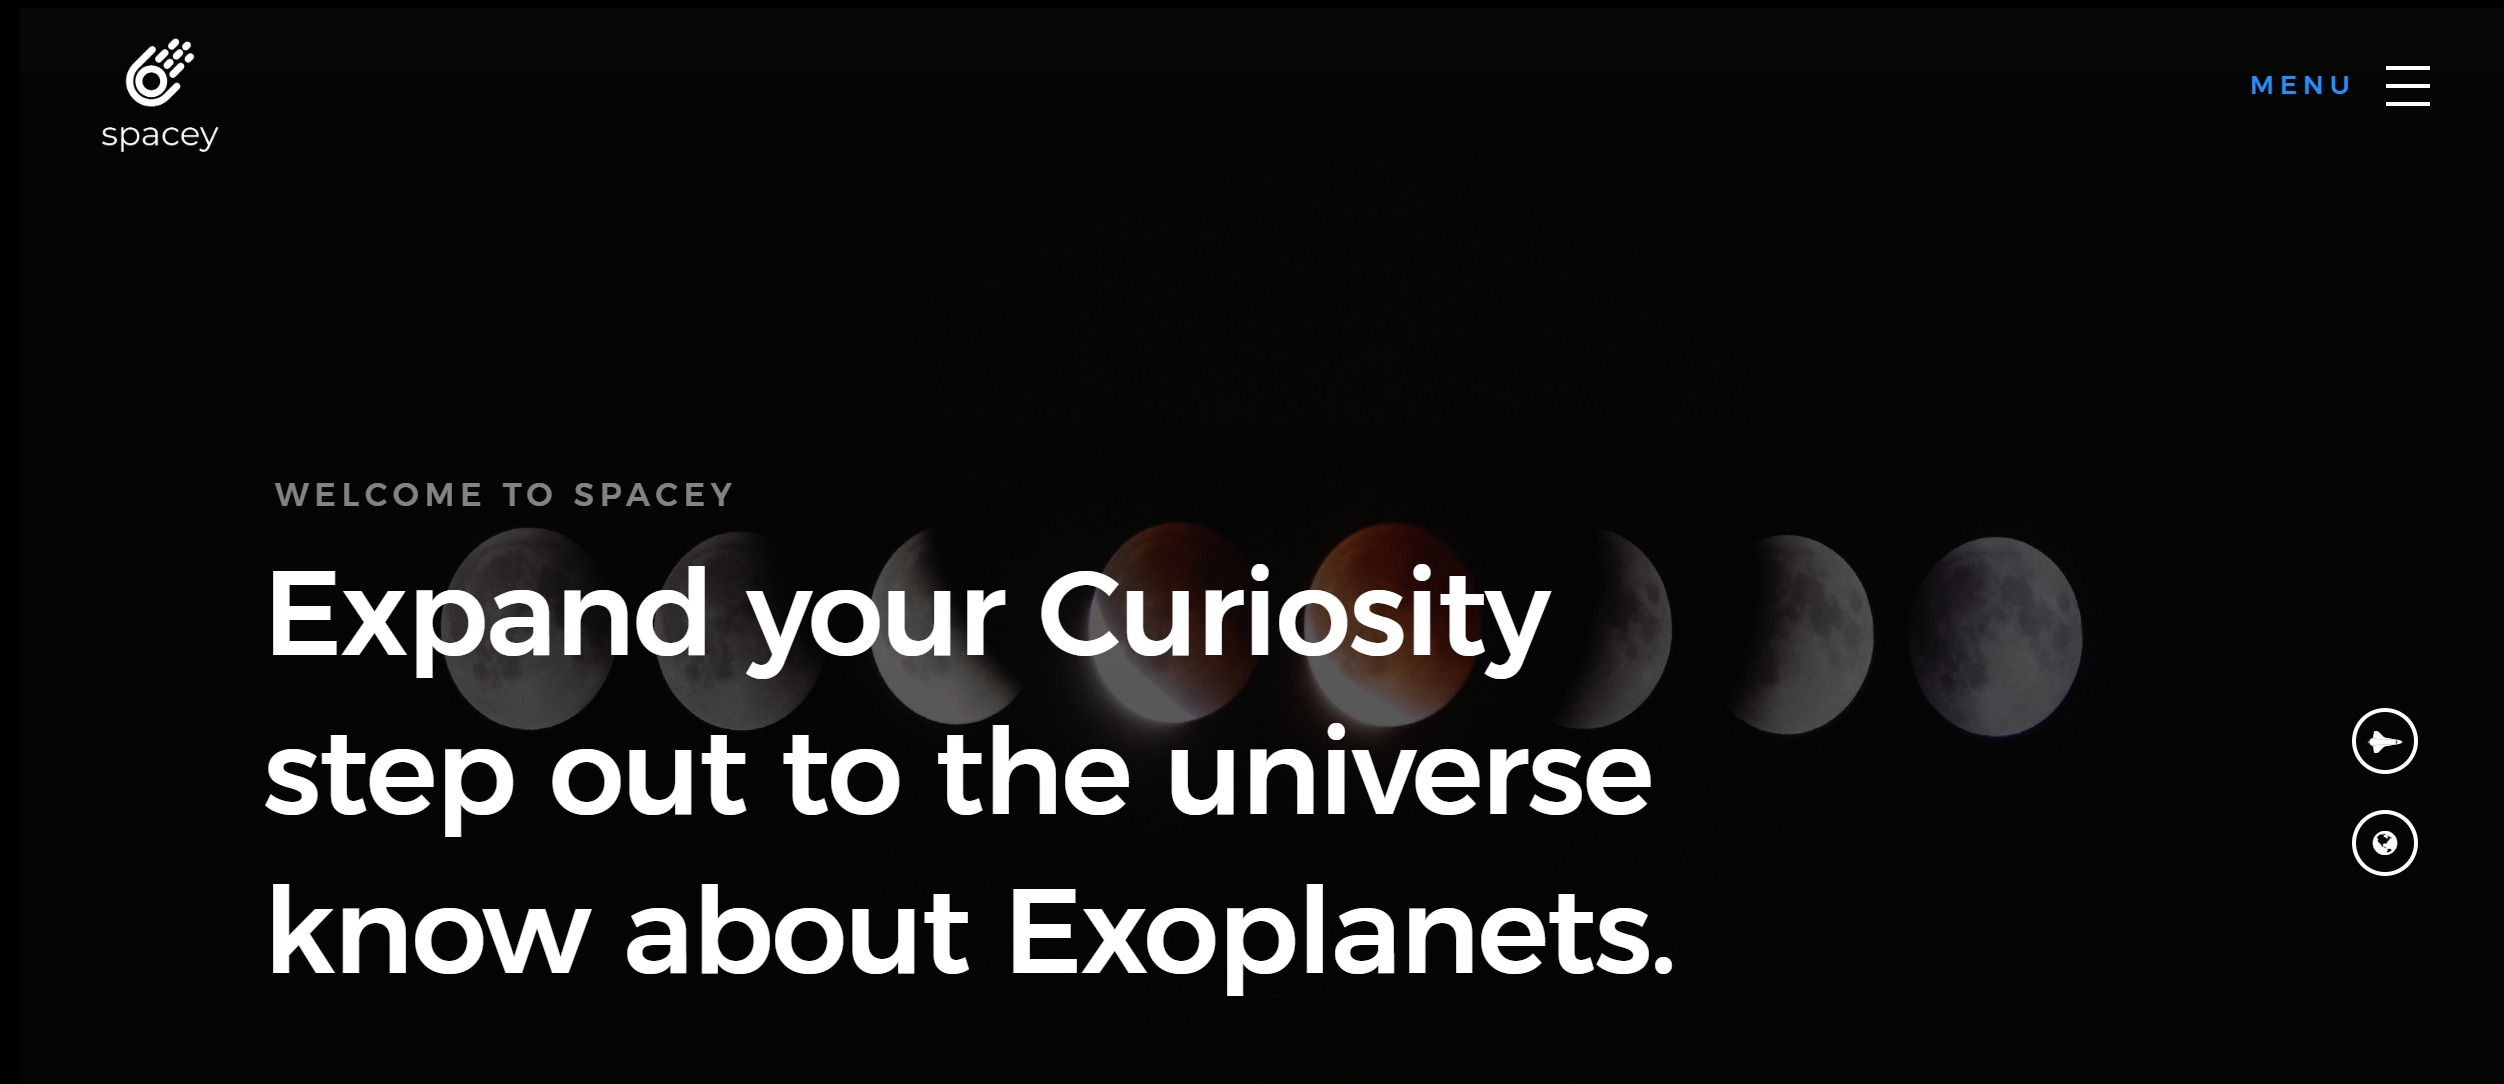 spacey
MENU
WELCOME TO SPACEY
Expand your Curiosity
step out to the universe
know about Exoplanets.